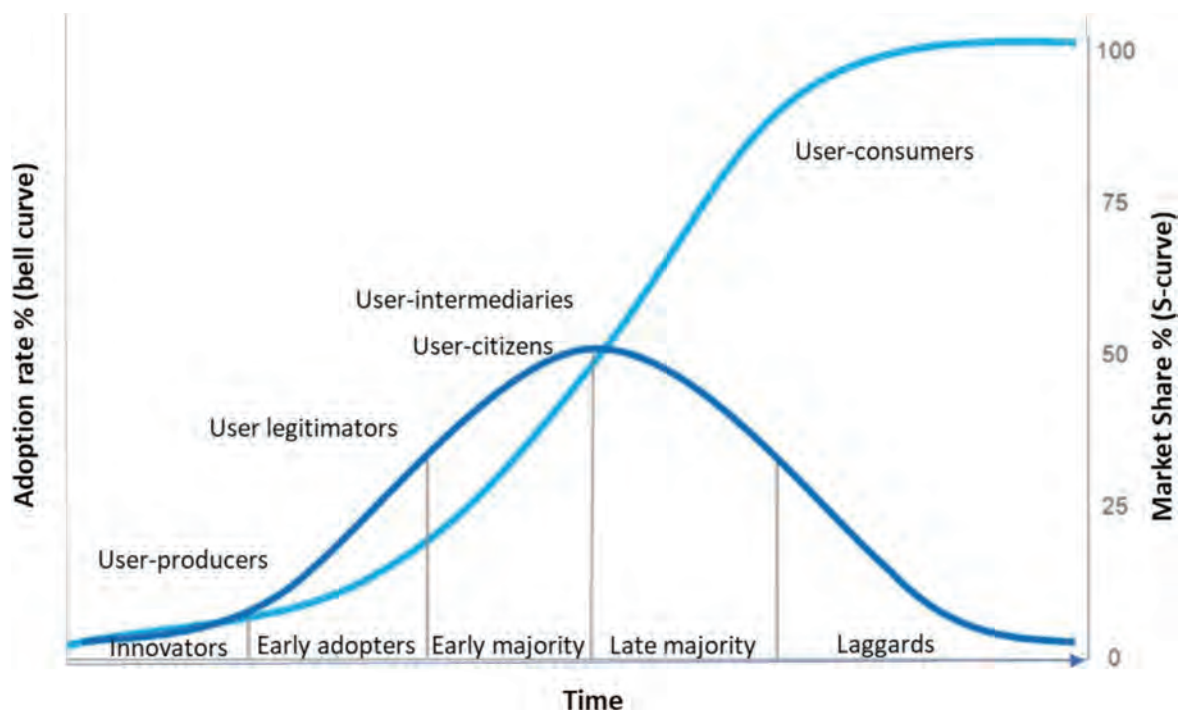 Adoption rate % (bell curve)
100
User-consumers
75
User-intermediaries
User-citizens
50
User legitimators
25
User-producers
Innovators
Early adopters
Early majority
Late majority
Laggards
0
Time
Market Share % (S-curve)